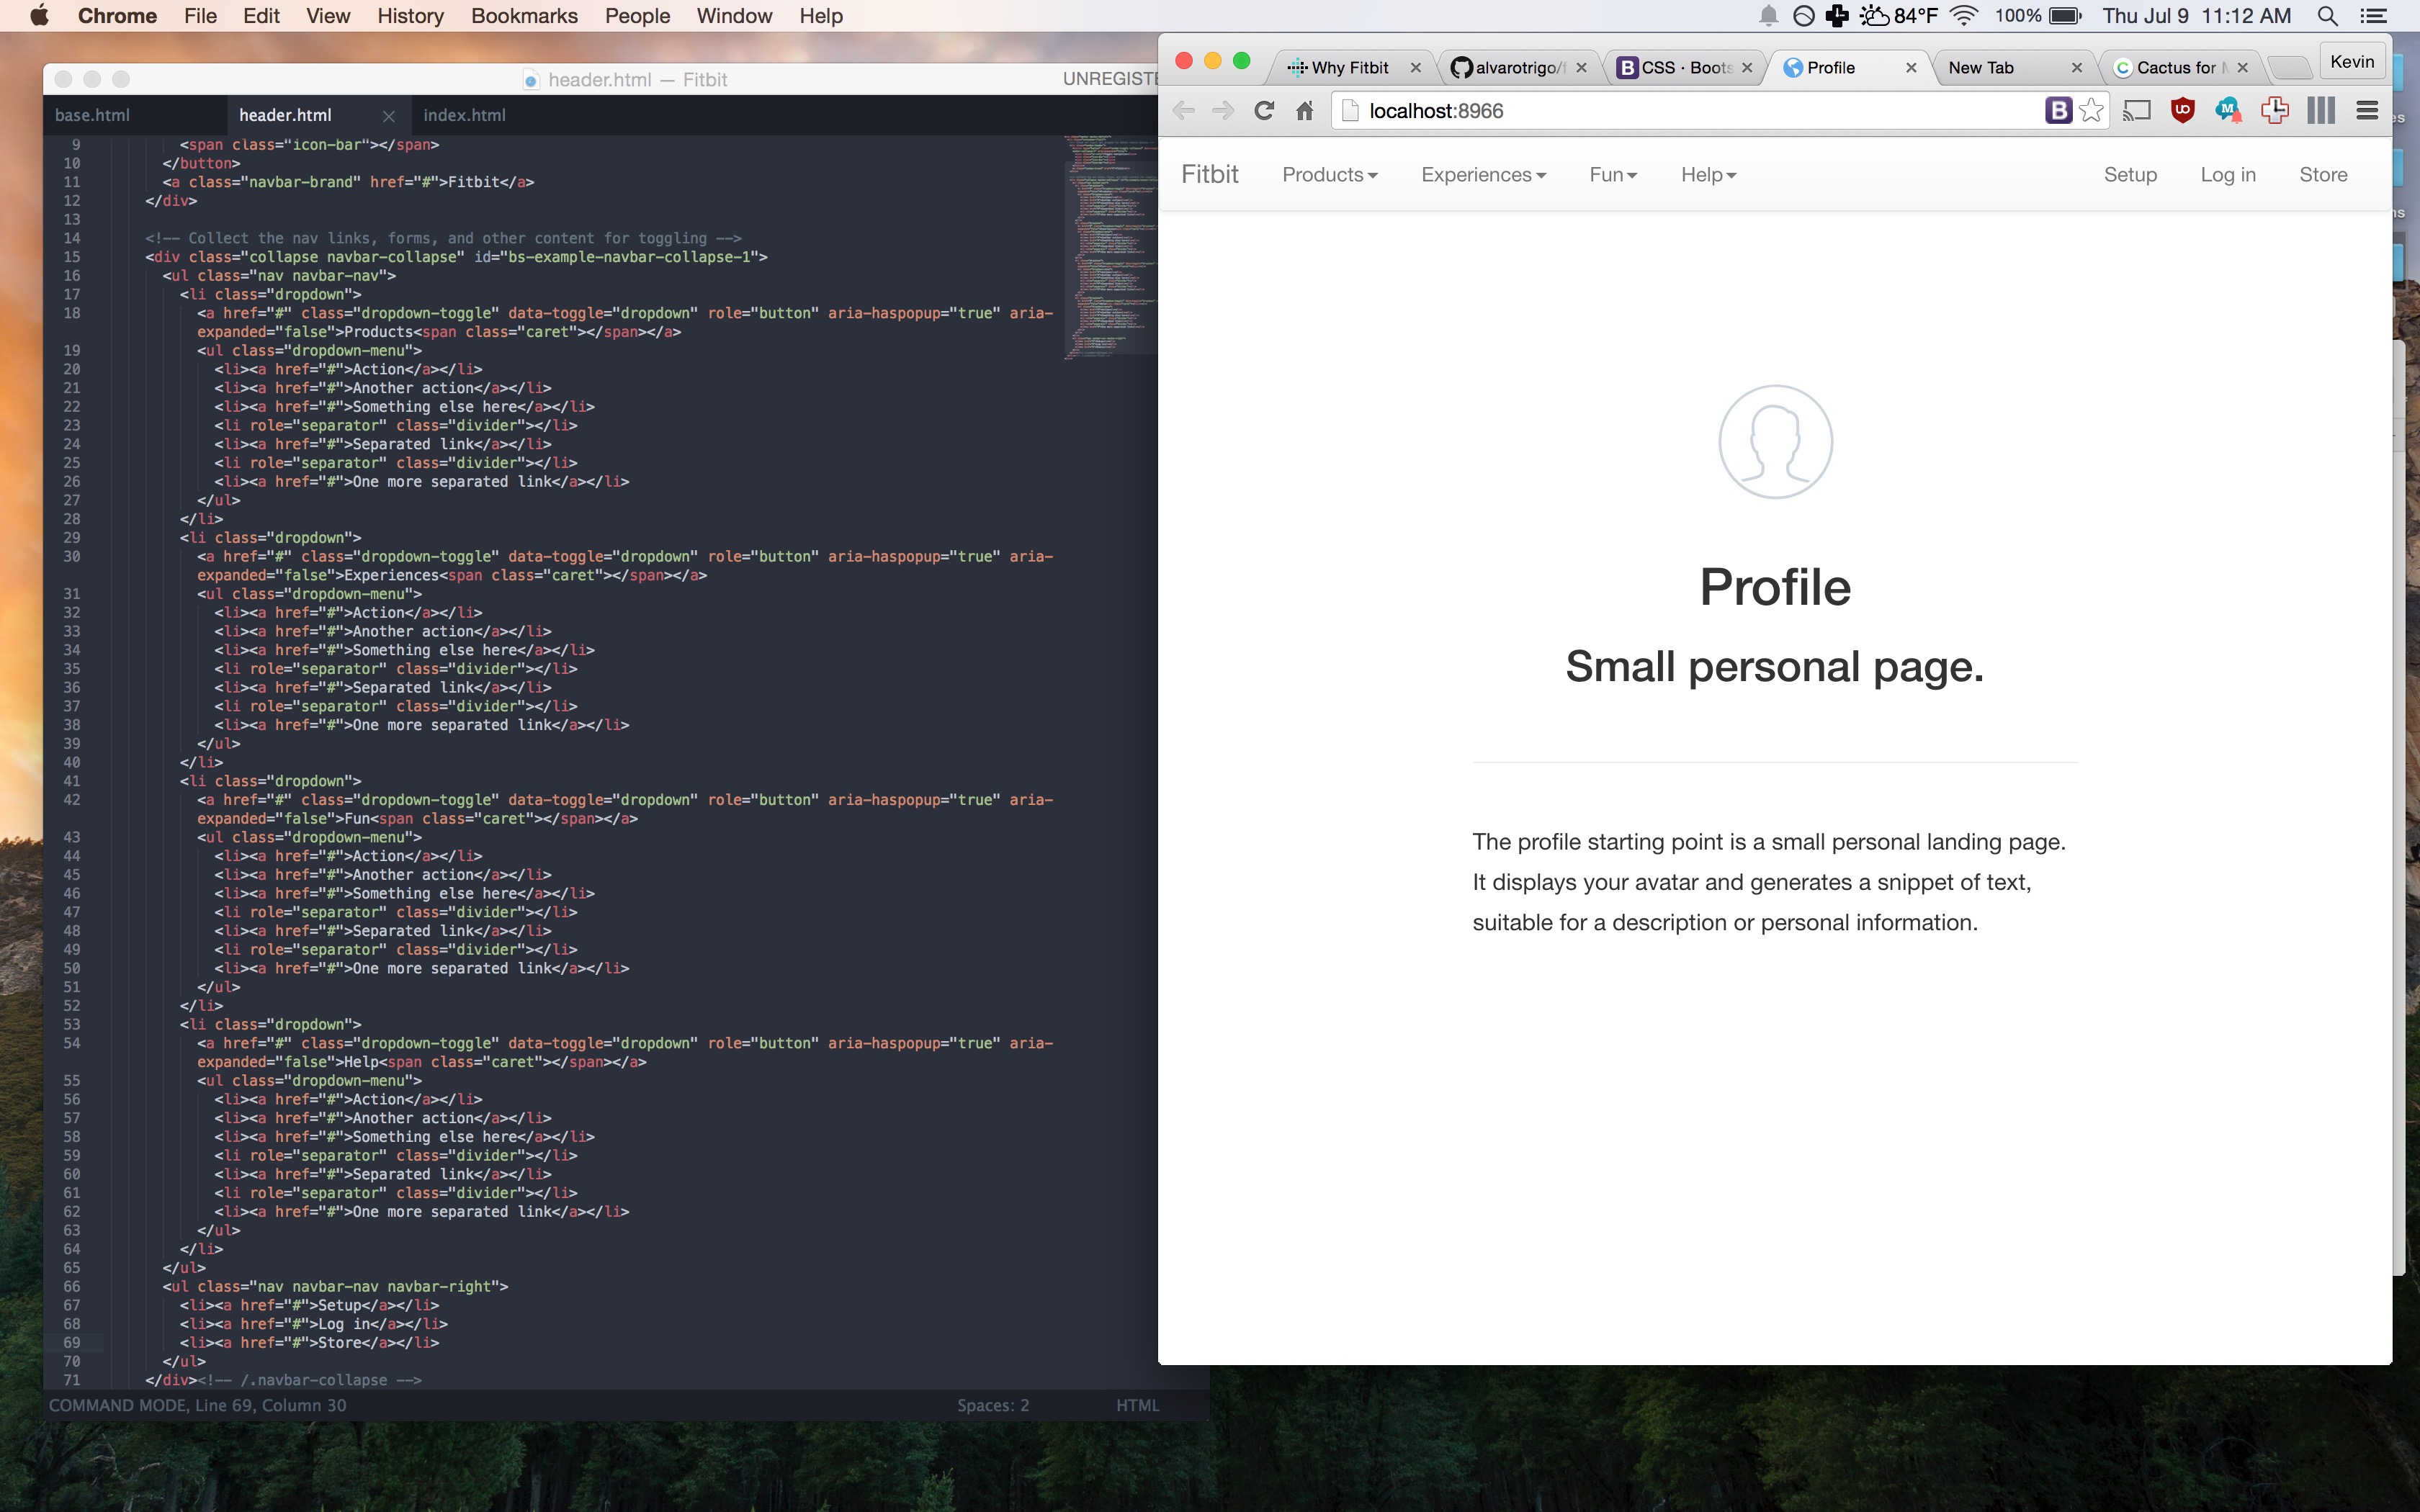 Chrome File Edit View History Bookmarks People Window Help
84°F 100% Thu Jul 9 11:12 AM
header.html — Fitbit
UNREGISTE
base.html header.html index.html
9 <span class="icon-bar"></span>
10 </button>
11 <a class="navbar-brand" href="#">Fitbit</a>
12 </div>
13
14 <!-- Collect the nav links, forms, and other content for toggling -->
15 <div class="collapse navbar-collapse" id="bs-example-navbar-collapse-1">
16 <ul class="nav navbar-nav">
17 <li class="dropdown">
18 <a href="#" class="dropdown-toggle" data-toggle="dropdown" role="button" aria-haspopup="true" aria-
expanded="false">Products<span class="caret"></span></a>
19 <ul class="dropdown-menu">
20 <li><a href="#">Action</a></li>
21 <li><a href="#">Another action</a></li>
22 <li><a href="#">Something else here</a></li>
23 <li role="separator" class="divider"></li>
24 <li><a href="#">Separated link</a></li>
25 <li role="separator" class="divider"></li>
26 <li><a href="#">One more separated link</a></li>
27 </ul>
28 </li>
29 <li class="dropdown">
30 <a href="#" class="dropdown-toggle" data-toggle="dropdown" role="button" aria-haspopup="true" aria-
expanded="false">Experiences<span class="caret"></span></a>
31 <ul class="dropdown-menu">
32 <li><a href="#">Action</a></li>
33 <li><a href="#">Another action</a></li>
34 <li><a href="#">Something else here</a></li>
35 <li role="separator" class="divider"></li>
36 <li><a href="#">Separated link</a></li>
37 <li role="separator" class="divider"></li>
38 <li><a href="#">One more separated link</a></li>
39 </ul>
40 </li>
41 <li class="dropdown">
42 <a href="#" class="dropdown-toggle" data-toggle="dropdown" role="button" aria-haspopup="true" aria-
expanded="false">Fun<span class="caret"></span></a>
43 <ul class="dropdown-menu">
44 <li><a href="#">Action</a></li>
45 <li><a href="#">Another action</a></li>
46 <li><a href="#">Something else here</a></li>
47 <li role="separator" class="divider"></li>
48 <li><a href="#">Separated link</a></li>
49 <li role="separator" class="divider"></li>
50 <li><a href="#">One more separated link</a></li>
51 </ul>
52 </li>
53 <li class="dropdown">
54 <a href="#" class="dropdown-toggle" data-toggle="dropdown" role="button" aria-haspopup="true" aria-
expanded="false">Help<span class="caret"></span></a>
55 <ul class="dropdown-menu">
56 <li><a href="#">Action</a></li>
57 <li><a href="#">Another action</a></li>
58 <li><a href="#">Something else here</a></li>
59 <li role="separator" class="divider"></li>
60 <li><a href="#">Separated link</a></li>
61 <li role="separator" class="divider"></li>
62 <li><a href="#">One more separated link</a></li>
63 </ul>
64 </li>
65 </ul>
66 <ul class="nav navbar-nav navbar-right">
67 <li><a href="#">Setup</a></li>
68 <li><a href="#">Log in</a></li>
69 <li><a href="#">Store</a></li>
70 </ul>
71 </div><!-- /.navbar-collapse -->
COMMAND MODE, Line 69, Column 30 Spaces: 2 HTML
Why Fitbit alvarotrigo/f CSS · Boots Profile New Tab Cactus for M Kevin
localhost:8966
Fitbit Products Experiences Fun Help Setup Log in Store
Profile
Small personal page.
The profile starting point is a small personal landing page.
It displays your avatar and generates a snippet of text,
suitable for a description or personal information.